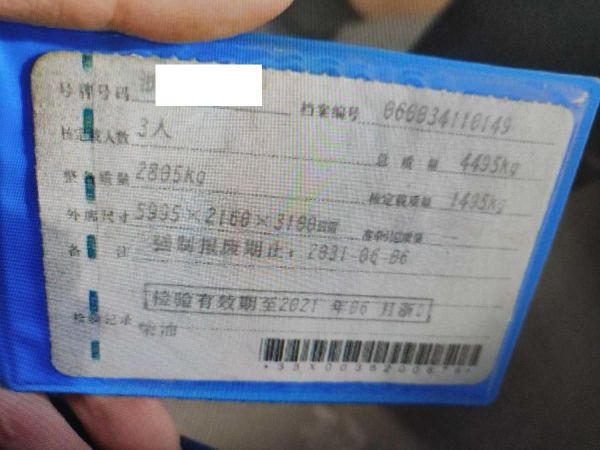 号牌号码 浙 档案编号 060034110149
核定载人数 3人 总质量 4495kg
整备质量 2805kg 核定载质量 1495kg
外廓尺寸 5995×2160×3100mm 准牵引总质量 --
备注 强制报废期止：2031-06-06
检验有效期至2021年06月浙
检验记录 柴油